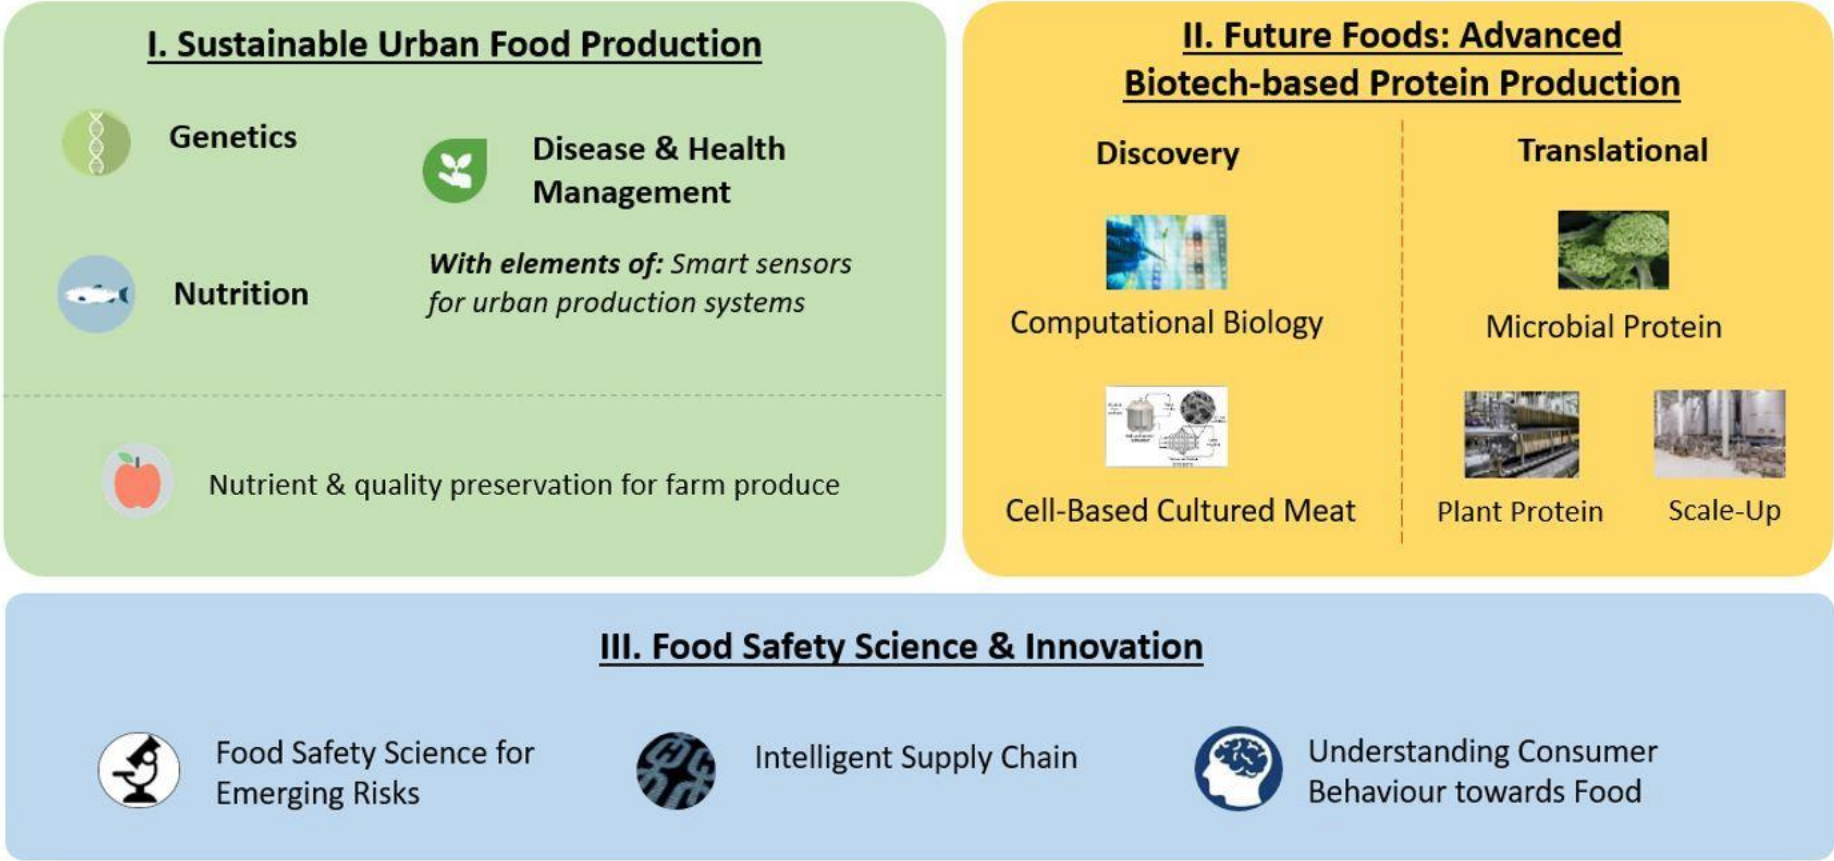 I. Sustainable Urban Food Production
Genetics
Disease & Health
Management
Nutrition
With elements of: Smart sensors
for urban production systems
Nutrient & quality preservation for farm produce
II. Future Foods: Advanced
Biotech-based Protein Production
Discovery
Translational
Computational Biology
Microbial Protein
Cell-Based Cultured Meat
Plant Protein
Scale-Up
III. Food Safety Science & Innovation
Food Safety Science for
Emerging Risks
Intelligent Supply Chain
Understanding Consumer
Behaviour towards Food